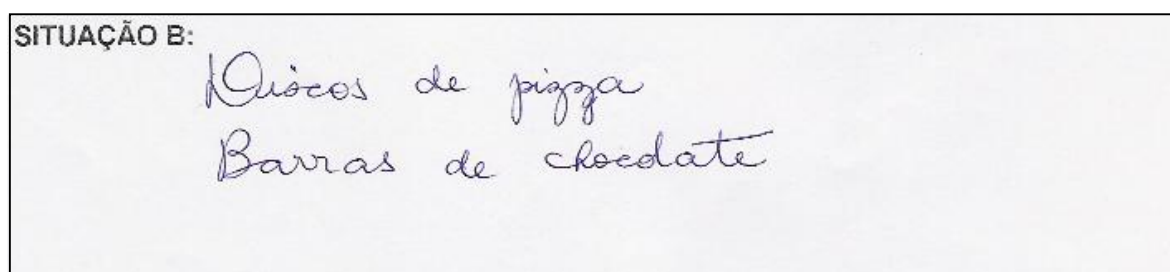 SITUAÇÃO B:
Discos de pizza
Barras de chocolate